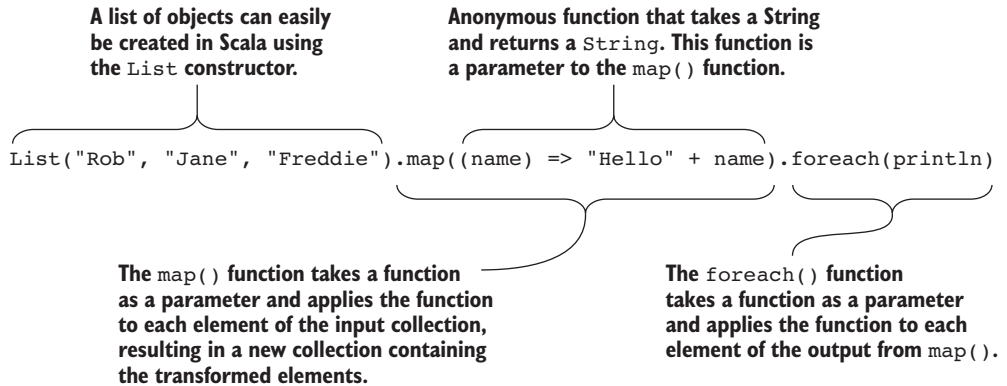 A list of objects can easily
be created in Scala using
the List constructor.
Anonymous function that takes a String
and returns a String. This function is
a parameter to the map() function.
List("Rob", "Jane", "Freddie").map((name) => "Hello" + name).foreach(println)
The map() function takes a function
as a parameter and applies the function
to each element of the input collection,
resulting in a new collection containing
the transformed elements.
The foreach() function
takes a function as a parameter
and applies the function to each
element of the output from map().